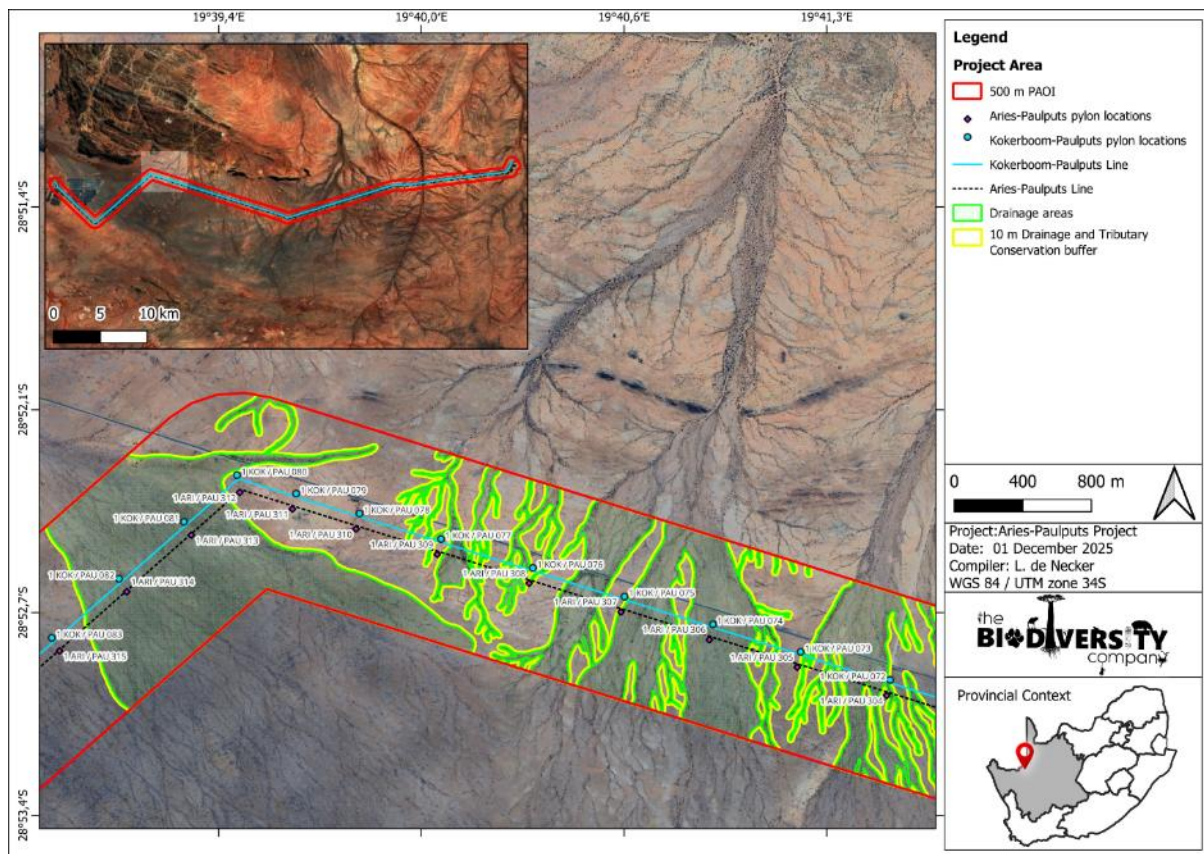 19°39,4'E
19°40,0'E
19°40,6'E
19°41,3'E
28°51,4'S
28°52,1'S
28°52,7'S
28°53,4'S
0 5 10 km
1 KOK / PAU 080
1 KOK / PAU 079
1 ARI / PAU 312
1 ARI / PAU 311
1 KOK / PAU 078
1 KOK / PAU 081
1 ARI / PAU 310
1 ARI / PAU 313
1 KOK / PAU 077
1 ARI / PAU 309
1 KOK / PAU 076
1 ARI / PAU 308
1 KOK / PAU 082
1 ARI / PAU 314
1 KOK / PAU 075
1 ARI / PAU 307
1 KOK / PAU 074
1 ARI / PAU 306
1 KOK / PAU 083
1 ARI / PAU 315
1 KOK / PAU 073
1 ARI / PAU 305
1 KOK / PAU 072
1 ARI / PAU 304
Legend
Project Area
500 m PAOI
Aries-Paulputs pylon locations
Kokerboom-Paulputs pylon locations
Kokerboom-Paulputs Line
Aries-Paulputs Line
Drainage areas
10 m Drainage and Tributary
Conservation buffer
0 400 800 m
Project:Aries-Paulputs Project
Date: 01 December 2025
Compiler: L. de Necker
WGS 84 / UTM zone 34S
the
BIODIVERSITY
company
Provincial Context